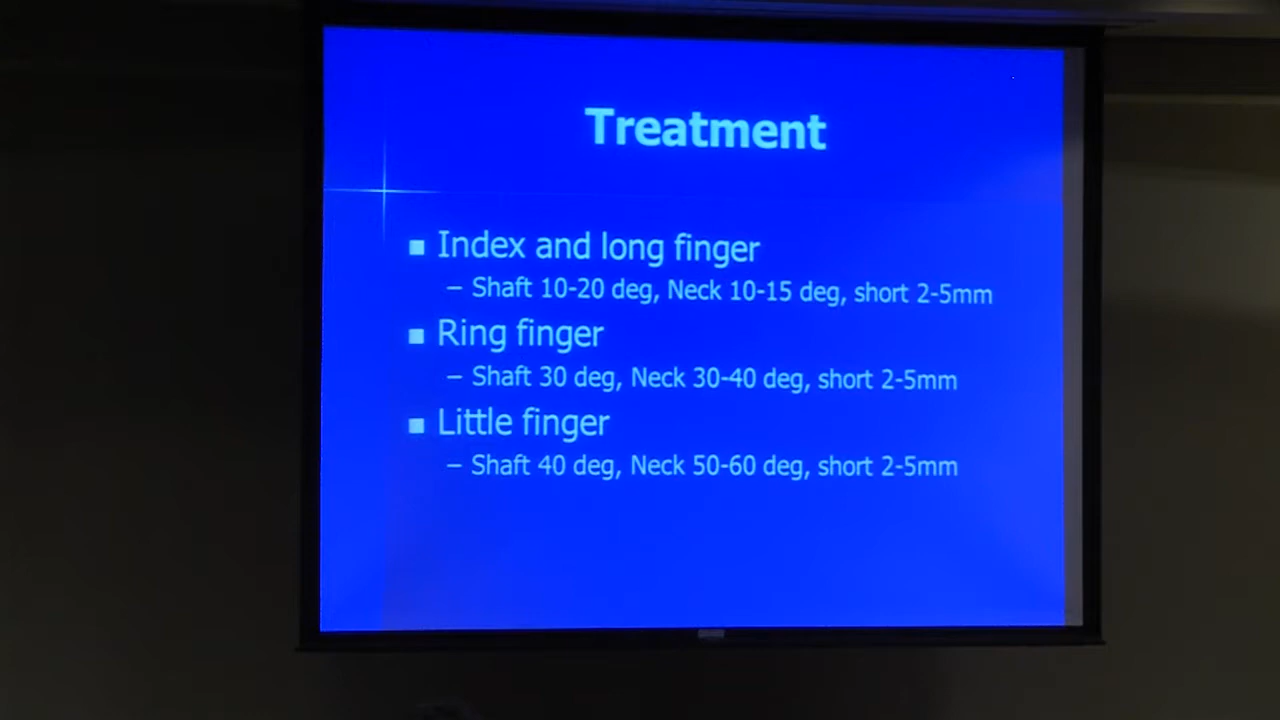 Treatment
■ Index and long finger
– Shaft 10-20 deg, Neck 10-15 deg, short 2-5mm
■ Ring finger
– Shaft 30 deg, Neck 30-40 deg, short 2-5mm
■ Little finger
– Shaft 40 deg, Neck 50-60 deg, short 2-5mm